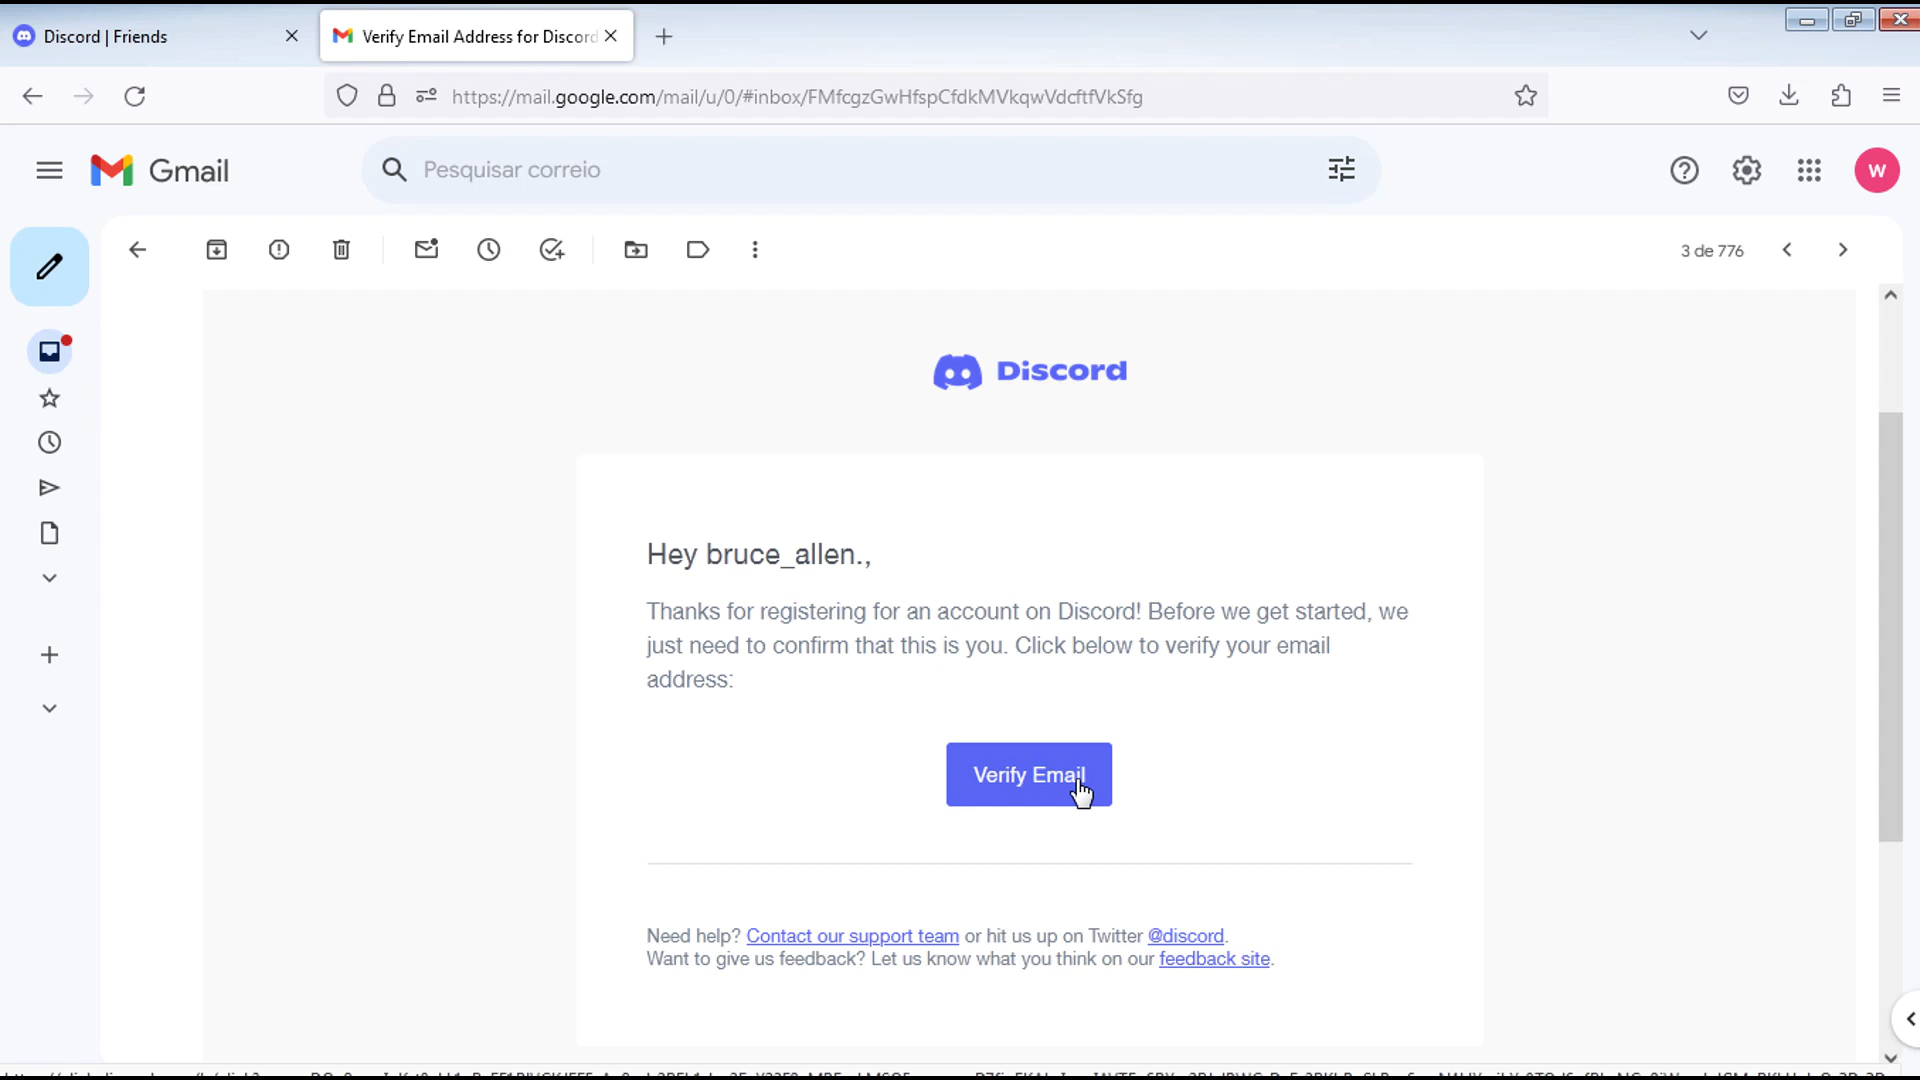 Discord | Friends
Verify Email Address for Discord
https://mail.google.com/mail/u/0/#inbox/FMfcgzGwHfspCfdkMVkqwVdcftfVkSfg
Gmail
Pesquisar correio
W
3 de 776
Discord
Hey bruce_allen.,
Thanks for registering for an account on Discord! Before we get started, we
just need to confirm that this is you. Click below to verify your email
address:
Verify Email
Need help? Contact our support team or hit us up on Twitter @discord.
Want to give us feedback? Let us know what you think on our feedback site.